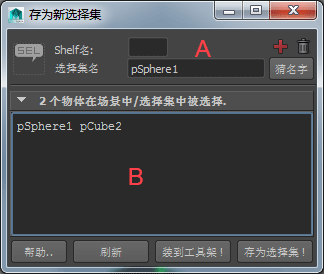 存为新选择集
SEL
Shelf名:
A
选择集名
pSphere1
猜名字
2 个物体在场景中/选择集中被选择.
pSphere1 pCube2
B
帮助..
刷新
装到工具架!
存为选择集!